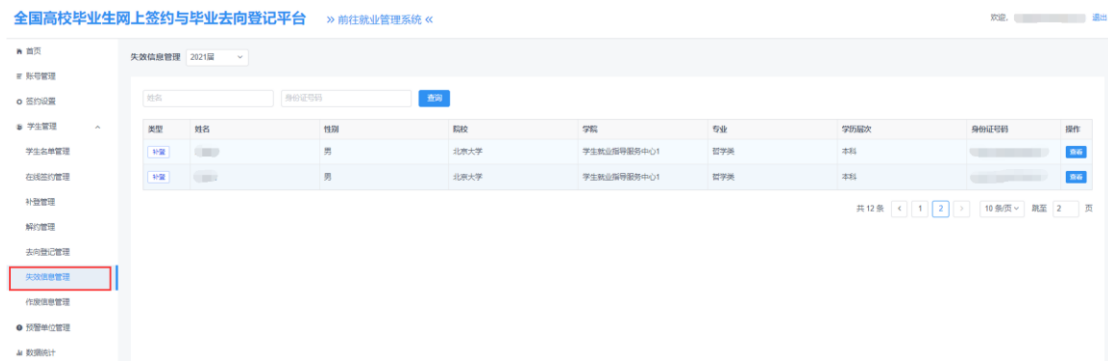 全国高校毕业生网上签约与毕业去向登记平台 » 前往就业管理系统 « 欢迎, 退出
首页
账号管理
签约设置
学生管理
学生名单管理
在线签约管理
补登管理
解约管理
去向登记管理
失效信息管理
作废信息管理
预警单位管理
数据统计
失效信息管理 2021届
姓名 身份证号码 查询
类型 姓名 性别 院校 学院 专业 学历层次 身份证号码 操作
补登 男 北京大学 学生就业指导服务中心1 哲学类 本科 查看
补登 男 北京大学 学生就业指导服务中心1 哲学类 本科 查看
共 12 条 < 1 2 > 10 条/页 跳至 2 页